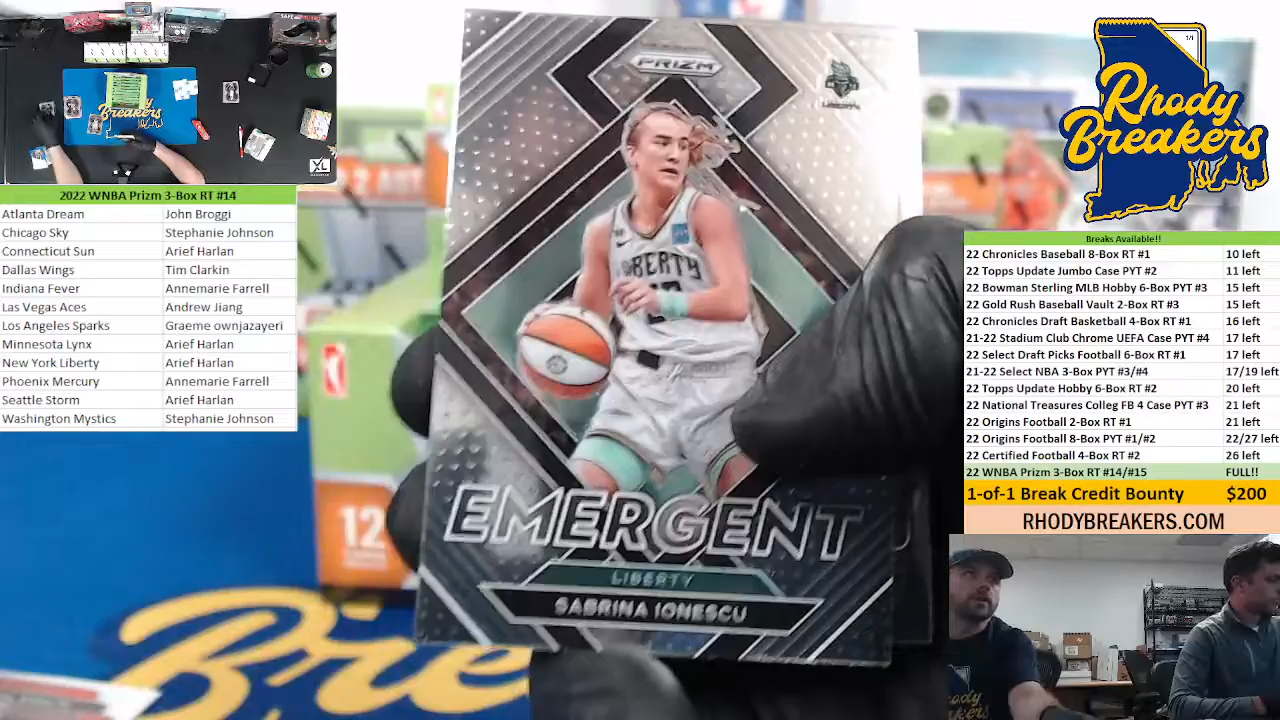 2022 WNBA Prizm 3-Box RT #14
Atlanta Dream John Broggi
Chicago Sky Stephanie Johnson
Connecticut Sun Arief Harlan
Dallas Wings Tim Clarkin
Indiana Fever Annemarie Farrell
Las Vegas Aces Andrew Jiang
Los Angeles Sparks Graeme ownjazayeri
Minnesota Lynx Arief Harlan
New York Liberty Arief Harlan
Phoenix Mercury Annemarie Farrell
Seattle Storm Arief Harlan
Washington Mystics Stephanie Johnson
Breakers
XL
PRIZM
LIBERTY
EMERGENT
LIBERTY
SABRINA IONESCU
12
Brie
1/1
Rhody
Breakers
Breaks Available!!
22 Chronicles Baseball 8-Box RT #1 10 left
22 Topps Update Jumbo Case PYT #2 11 left
22 Bowman Sterling MLB Hobby 6-Box PYT #3 15 left
22 Gold Rush Baseball Vault 2-Box RT #3 15 left
22 Chronicles Draft Basketball 4-Box RT #1 16 left
21-22 Stadium Club Chrome UEFA Case PYT #4 17 left
22 Select Draft Picks Football 6-Box RT #1 17 left
21-22 Select NBA 3-Box PYT #3/#4 17/19 left
22 Topps Update Hobby 6-Box RT #2 20 left
22 National Treasures Colleg FB 4 Case PYT #3 21 left
22 Origins Football 2-Box RT #1 21 left
22 Origins Football 8-Box PYT #1/#2 22/27 left
22 Certified Football 4-Box RT #2 26 left
22 WNBA Prizm 3-Box RT #14/#15 FULL!!
1-of-1 Break Credit Bounty $200
RHODYBREAKERS.COM
Rhody
Breakers